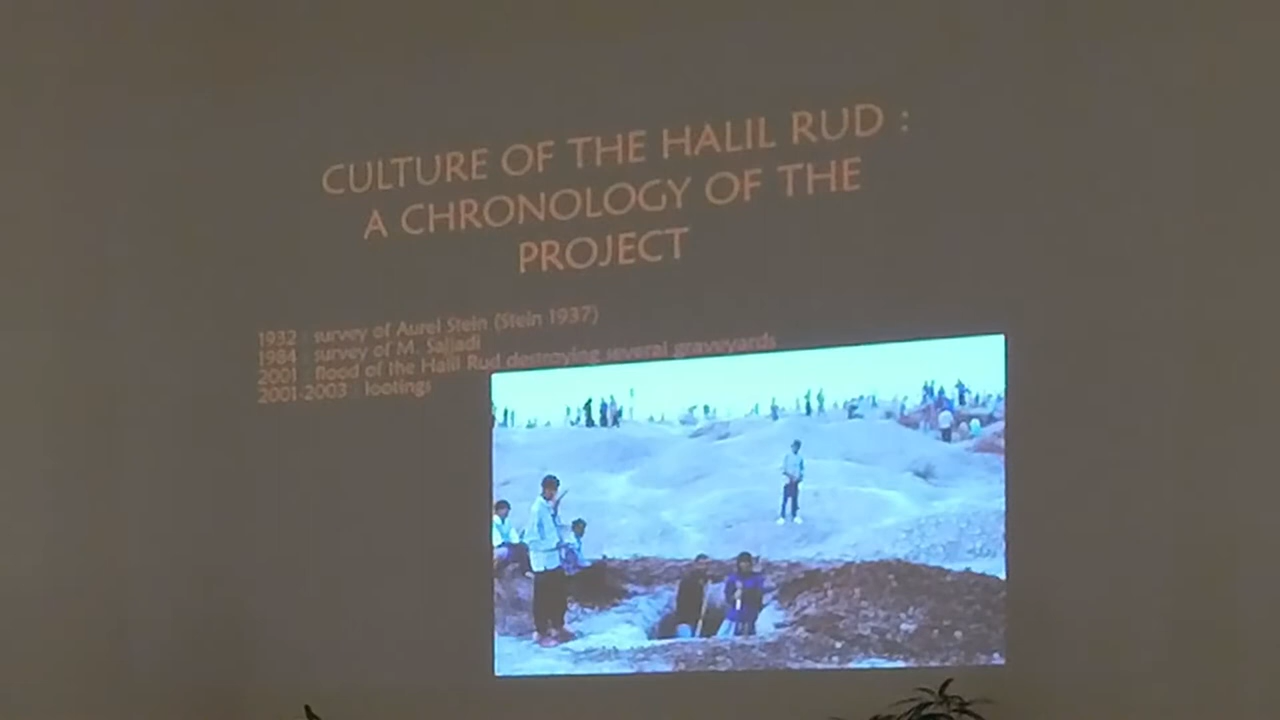 CULTURE OF THE HALIL RUD :
A CHRONOLOGY OF THE
PROJECT
1932 : survey of Aurel Stein (Stein 1937)
1984 : survey of M. Sajjadi
2001 : flood of the Halil Rud destroying several graveyards
2001-2003 : lootings